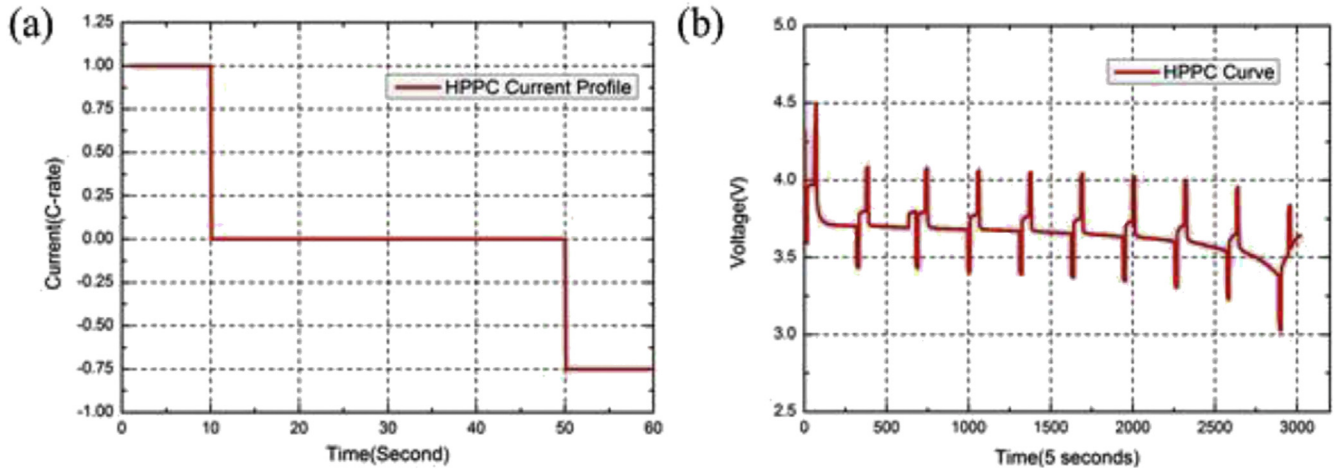 (a)
HPPC Current Profile
Current(C-rate)
1.25
1.00
0.75
0.50
0.25
0.00
-0.25
-0.50
-0.75
-1.00
0 10 20 30 40 50 60
Time(Second)
(b)
HPPC Curve
Voltage(V)
5.0
4.5
4.0
3.5
3.0
2.5
0 500 1000 1500 2000 2500 3000
Time(5 seconds)